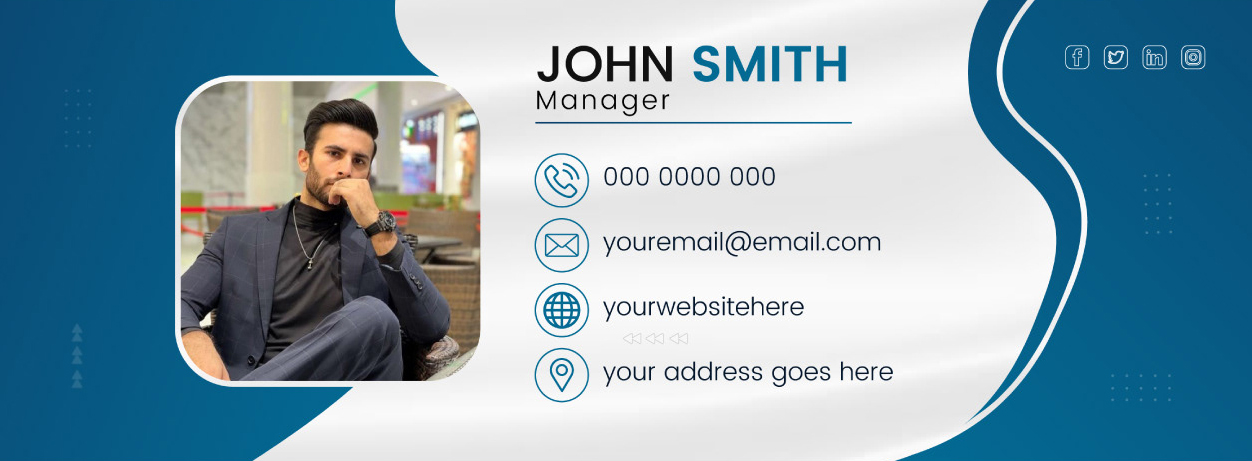 JOHN SMITH
Manager
000 0000 000
youremail@email.com
yourwebsitehere
your address goes here